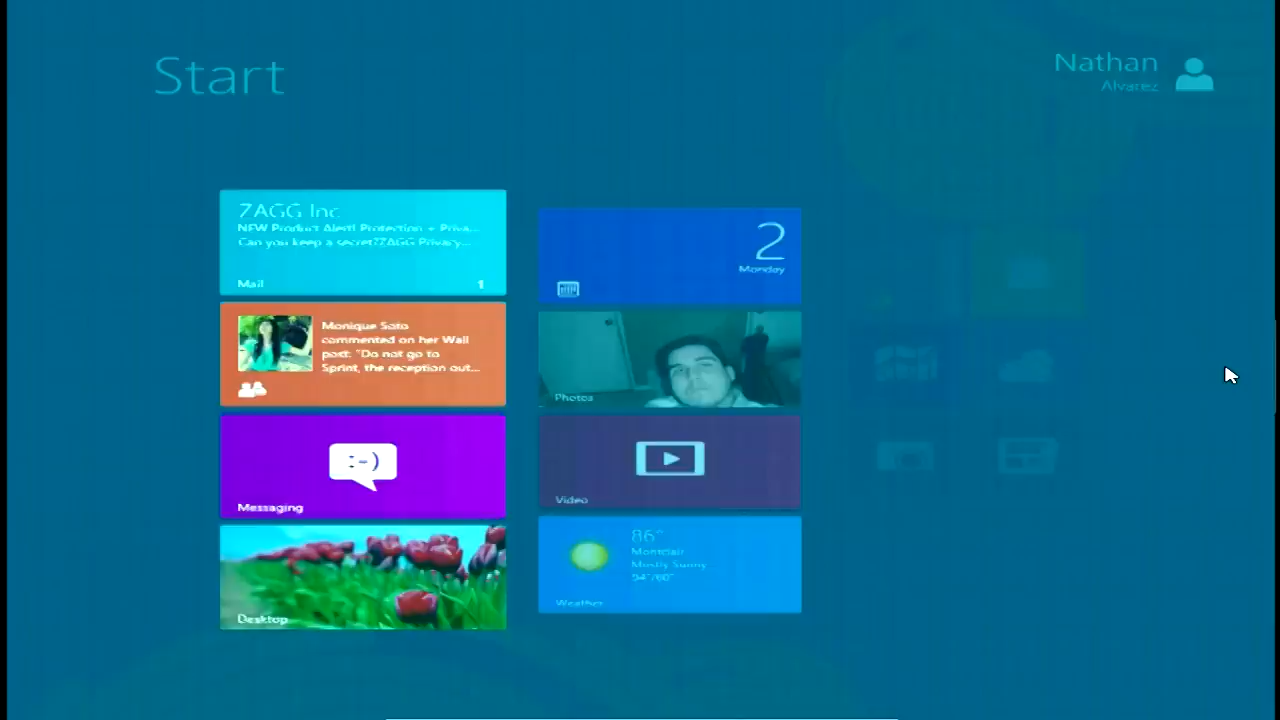 Start
Nathan
Alvarez
ZAGG Inc
NEW Product Alert! Protection + Priva...
Can you keep a secret?ZAGG Privacy...
Mail 1
Monique Soto
commented on her Wall
post: "Do not go to
Sprint, the reception out...
:-)
Messaging
Desktop
2
Monday
Photos
Video
86°
Montclair
Mostly Sunny
94°/60°
Weather